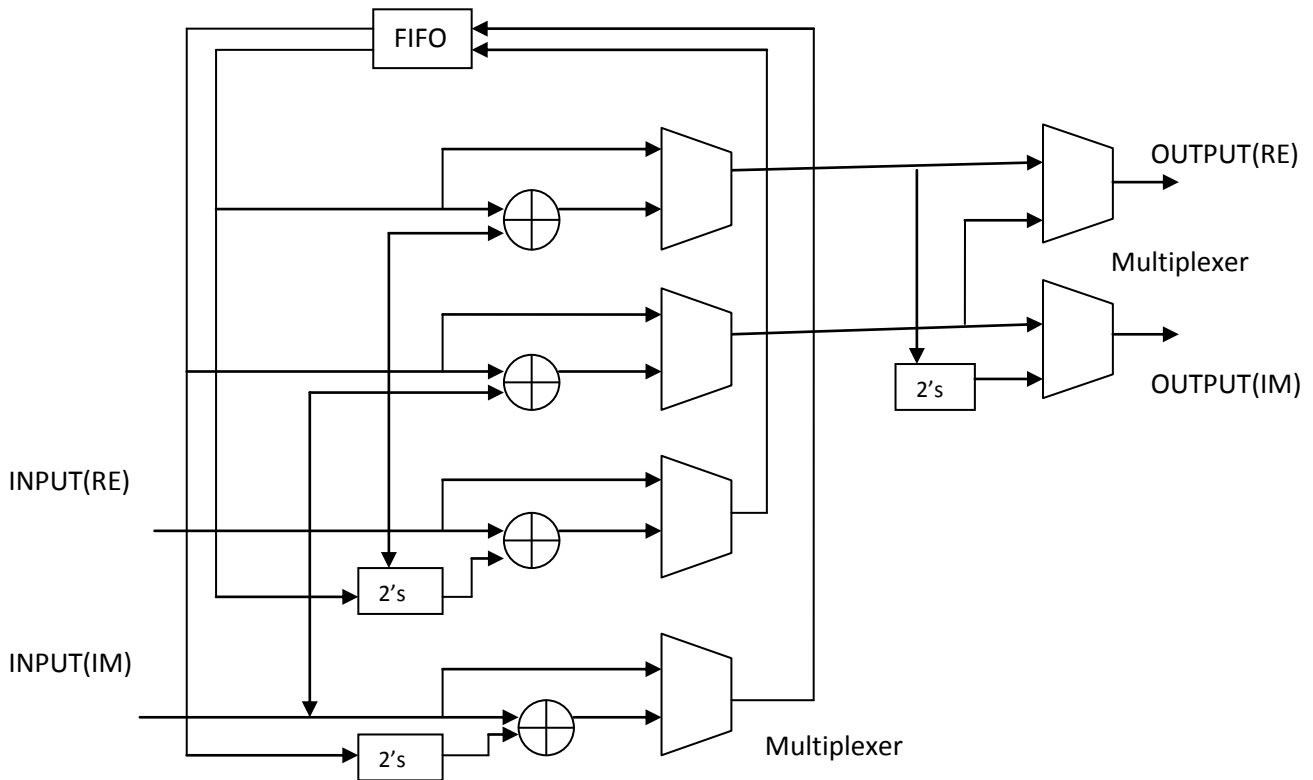 FIFO
OUTPUT(RE)
Multiplexer
2’s
OUTPUT(IM)
INPUT(RE)
2’s
INPUT(IM)
2’s
Multiplexer